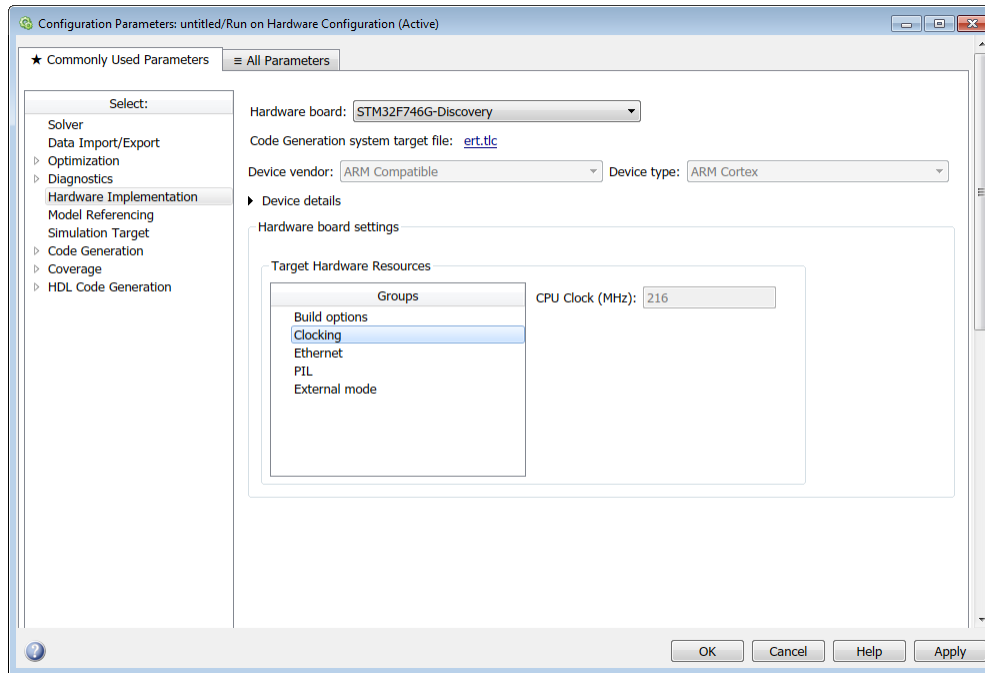 Configuration Parameters: untitled/Run on Hardware Configuration (Active)
★ Commonly Used Parameters
≡ All Parameters
Select:
Solver
Data Import/Export
Optimization
Diagnostics
Hardware Implementation
Model Referencing
Simulation Target
Code Generation
Coverage
HDL Code Generation
Hardware board: STM32F746G-Discovery
Code Generation system target file: ert.tlc
Device vendor: ARM Compatible Device type: ARM Cortex
Device details
Hardware board settings
Target Hardware Resources
Groups
Build options
Clocking
Ethernet
PIL
External mode
CPU Clock (MHz): 216
? OK Cancel Help Apply